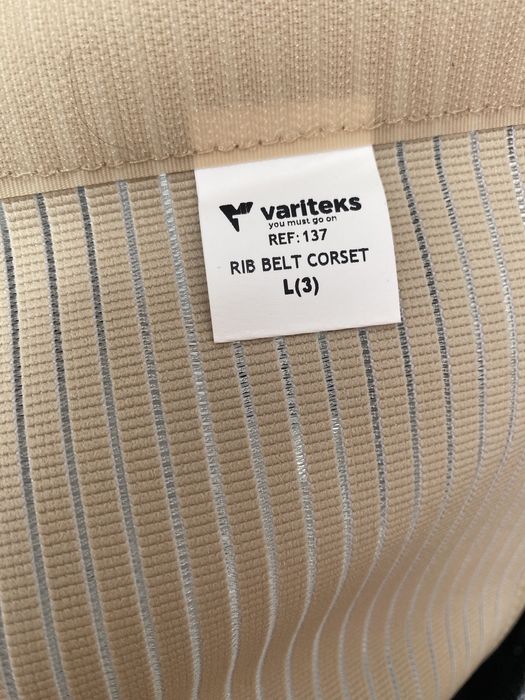 variteks
you must go on
REF: 137
RIB BELT CORSET
L(3)